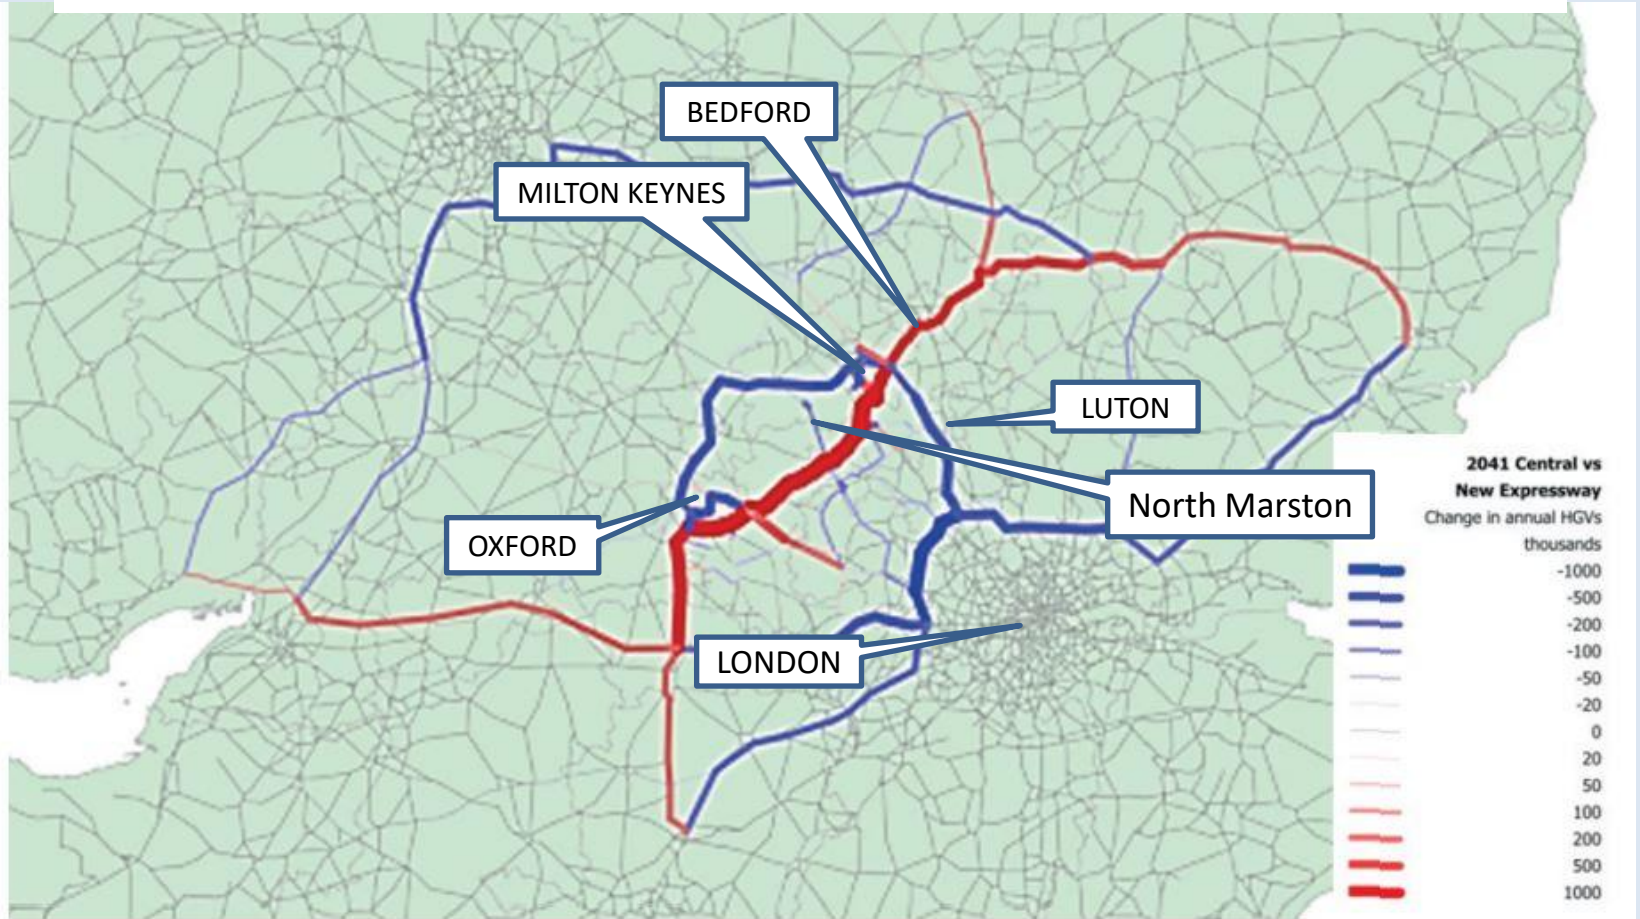 BEDFORD
MILTON KEYNES
LUTON
North Marston
OXFORD
LONDON
2041 Central vs
New Expressway
Change in annual HGVs
thousands
-1000
-500
-200
-100
-50
-20
0
20
50
100
200
500
1000